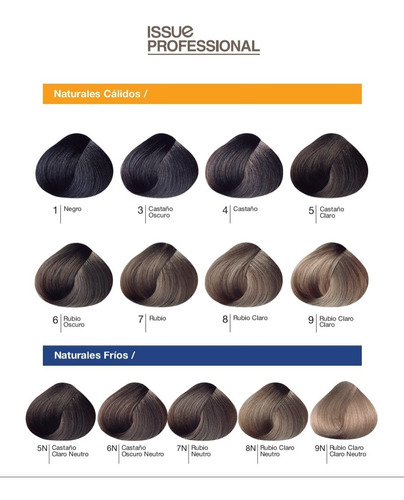 ISSUE
PROFESSIONAL
Naturales Cálidos /
1 Negro
3 Castaño
Oscuro
4 Castaño
5 Castaño
Claro
6 Rubio
Oscuro
7 Rubio
8 Rubio Claro
9 Rubio Claro
Claro
Naturales Fríos /
5N Castaño
Claro Neutro
6N Castaño
Oscuro Neutro
7N Rubio
Neutro
8N Rubio Claro
Neutro
9N Rubio Claro
Claro Neutro